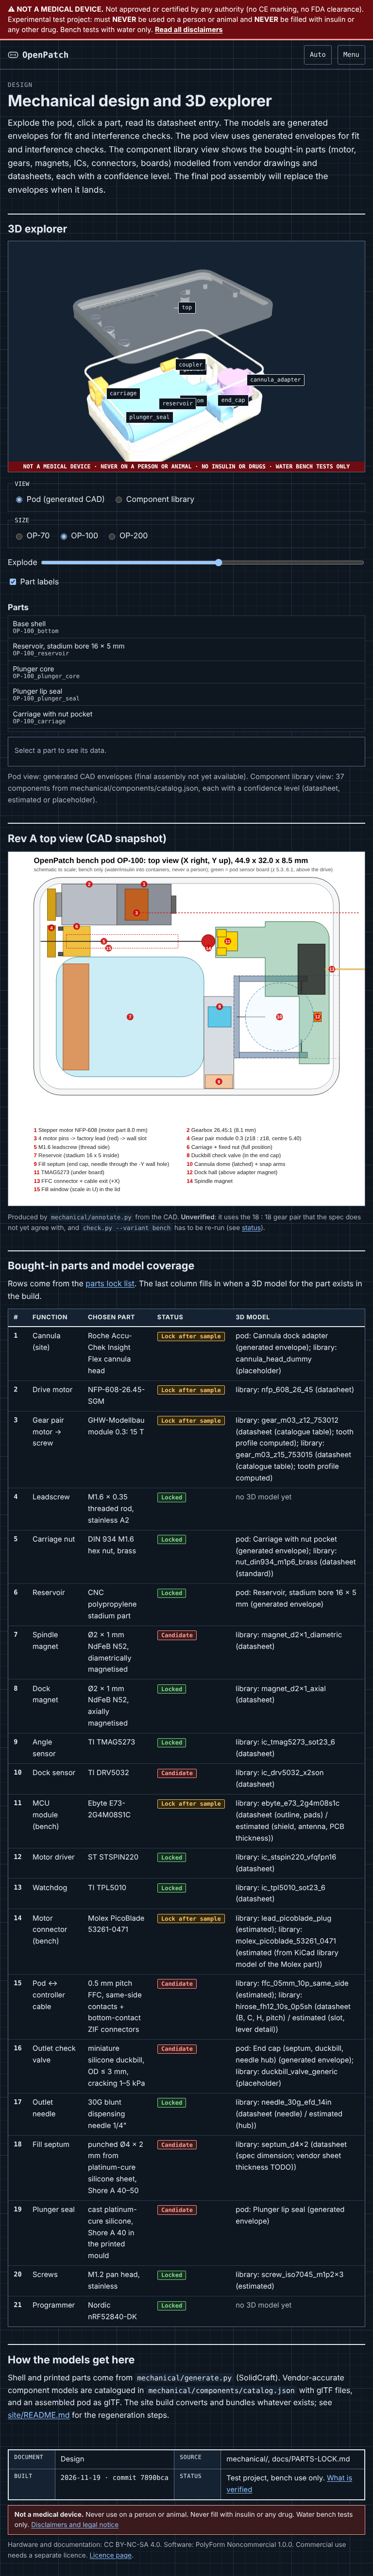 ⚠ NOT A MEDICAL DEVICE. Not approved or certified by any authority (no CE marking, no FDA clearance).
Experimental test project: must NEVER be used on a person or animal and NEVER be filled with insulin or
any other drug. Bench tests with water only. Read all disclaimers
OpenPatch
Auto
Menu
DESIGN
Mechanical design and 3D explorer
Explode the pod, click a part, read its datasheet entry. The models are generated
envelopes for fit and interference checks. The pod view uses generated envelopes for fit
and interference checks. The component library view shows the bought-in parts (motor,
gears, magnets, ICs, connectors, boards) modelled from vendor drawings and
datasheets, each with a confidence level. The final pod assembly will replace the
envelopes when it lands.
3D explorer
top
coupler
cannula_adapter
carriage
end_cap
reservoir
plunger_seal
NOT A MEDICAL DEVICE · NEVER ON A PERSON OR ANIMAL · NO INSULIN OR DRUGS · WATER BENCH TESTS ONLY
VIEW
Pod (generated CAD)
Component library
SIZE
OP-70
OP-100
OP-200
Explode
Part labels
Parts
Base shell
OP-100_bottom
Reservoir, stadium bore 16 × 5 mm
OP-100_reservoir
Plunger core
OP-100_plunger_core
Plunger lip seal
OP-100_plunger_seal
Carriage with nut pocket
OP-100_carriage
Select a part to see its data.
Pod view: generated CAD envelopes (final assembly not yet available). Component library view: 37
components from mechanical/components/catalog.json, each with a confidence level (datasheet,
estimated or placeholder).
Rev A top view (CAD snapshot)
OpenPatch bench pod OP-100: top view (X right, Y up), 44.9 x 32.0 x 8.5 mm
schematic to scale; bench only (water/insulin into containers, never a person); green = pod sensor board (z 5.3..6.1, above the drive)
1 Stepper motor NFP-608 (motor part 8.0 mm)
2 Gearbox 26.45:1 (8.1 mm)
3 4 motor pins -> factory lead (red) -> wall slot
4 Gear pair module 0.3 (z18 : z18, centre 5.40)
5 M1.6 leadscrew (thread side)
6 Carriage + fixed nut (full position)
7 Reservoir (stadium 16 x 5 inside)
8 Duckbill check valve (in the end cap)
9 Fill septum (end cap, needle through the -Y wall hole)
10 Cannula dome (latched) + snap arms
11 TMAG5273 (under board)
12 Dock hall (above adapter magnet)
13 FFC connector + cable exit (+X)
14 Spindle magnet
15 Fill window (scale in U) in the lid
Produced by mechanical/annotate.py from the CAD. Unverified: it uses the 18 : 18 gear pair that the spec does
not yet agree with, and check.py --variant bench has to be re-run (see status).
Bought-in parts and model coverage
Rows come from the parts lock list. The last column fills in when a 3D model for the part exists in
the build.
# FUNCTION CHOSEN PART STATUS 3D MODEL
1 Cannula (site) Roche Accu-Chek Insight Flex cannula head Lock after sample pod: Cannula dock adapter (generated envelope); library: cannula_head_dummy (placeholder)
2 Drive motor NFP-608-26.45-SGM Lock after sample library: nfp_608_26_45 (datasheet)
3 Gear pair motor → screw GHW-Modellbau module 0.3: 15 T Lock after sample library: gear_m03_z12_753012 (datasheet (catalogue table); tooth profile computed); library: gear_m03_z15_753015 (datasheet (catalogue table); tooth profile computed)
4 Leadscrew M1.6 × 0.35 threaded rod, stainless A2 Locked no 3D model yet
5 Carriage nut DIN 934 M1.6 hex nut, brass Locked pod: Carriage with nut pocket (generated envelope); library: nut_din934_m1p6_brass (datasheet (standard))
6 Reservoir CNC polypropylene stadium part Locked pod: Reservoir, stadium bore 16 × 5 mm (generated envelope)
7 Spindle magnet Ø2 × 1 mm NdFeB N52, diametrically magnetised Candidate library: magnet_d2x1_diametric (datasheet)
8 Dock magnet Ø2 × 1 mm NdFeB N52, axially magnetised Locked library: magnet_d2×1_axial (datasheet)
9 Angle sensor TI TMAG5273 Locked library: ic_tmag5273_sot23_6 (datasheet)
10 Dock sensor TI DRV5032 Candidate library: ic_drv5032_x2son (datasheet)
11 MCU module (bench) Ebyte E73-2G4M08S1C Lock after sample library: ebyte_e73_2g4m08s1c (datasheet (outline, pads) / estimated (shield, antenna, PCB thickness))
12 Motor driver ST STSPIN220 Locked library: ic_stspin220_vfqfpn16 (datasheet)
13 Watchdog TI TPL5010 Locked library: ic_tpl5010_sot23_6 (datasheet)
14 Motor connector (bench) Molex PicoBlade 53261-0471 Lock after sample library: lead_picoblade_plug (estimated); library: molex_picoblade_53261_0471 (estimated (from KiCad library model of the Molex part))
15 Pod ↔ controller cable 0.5 mm pitch FFC, same-side contacts + bottom-contact ZIF connectors Candidate library: ffc_05mm_10p_same_side (estimated); library: hirose_fh12_10s_0p5sh (datasheet (B, C, H, pitch) / estimated (slot, lever detail))
16 Outlet check valve miniature silicone duckbill, OD ≤ 3 mm, cracking 1–5 kPa Candidate pod: End cap (septum, duckbill, needle hub) (generated envelope); library: duckbill_valve_generic (placeholder)
17 Outlet needle 30G blunt dispensing needle 1/4" Locked library: needle_30g_efd_14in (datasheet (needle) / estimated (hub))
18 Fill septum punched Ø4 × 2 mm from platinum-cure silicone sheet, Shore A 40–50 Candidate library: septum_d4×2 (datasheet (spec dimension; vendor sheet thickness TODO))
19 Plunger seal cast platinum-cure silicone, Shore A 40 in the printed mould Candidate pod: Plunger lip seal (generated envelope)
20 Screws M1.2 pan head, stainless Locked library: screw_iso7045_m1p2×3 (estimated)
21 Programmer Nordic nRF52840-DK Locked no 3D model yet
How the models get here
Shell and printed parts come from mechanical/generate.py (SolidCraft). Vendor-accurate
component models are catalogued in mechanical/components/catalog.json with glTF files,
and an assembled pod as glTF. The site build converts and bundles whatever exists; see
site/README.md for the regeneration steps.
DOCUMENT Design SOURCE mechanical/, docs/PARTS-LOCK.md
BUILT 2026-11-19 · commit 7890bca STATUS Test project, bench use only. What is verified
Not a medical device. Never use on a person or animal. Never fill with insulin or any drug. Water bench tests
only. Disclaimers and legal notice
Hardware and documentation: CC BY-NC-SA 4.0. Software: PolyForm Noncommercial 1.0.0. Commercial use
needs a separate licence. Licence page.